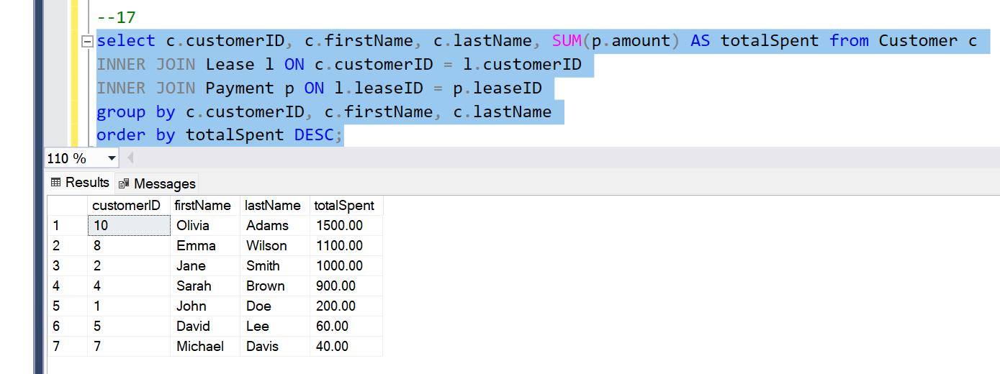 --17
select c.customerID, c.firstName, c.lastName, SUM(p.amount) AS totalSpent from Customer c
INNER JOIN Lease l ON c.customerID = l.customerID
INNER JOIN Payment p ON l.leaseID = p.leaseID
group by c.customerID, c.firstName, c.lastName
order by totalSpent DESC;
110 %
Results Messages
customerID firstName lastName totalSpent
1 10 Olivia Adams 1500.00
2 8 Emma Wilson 1100.00
3 2 Jane Smith 1000.00
4 4 Sarah Brown 900.00
5 1 John Doe 200.00
6 5 David Lee 60.00
7 7 Michael Davis 40.00